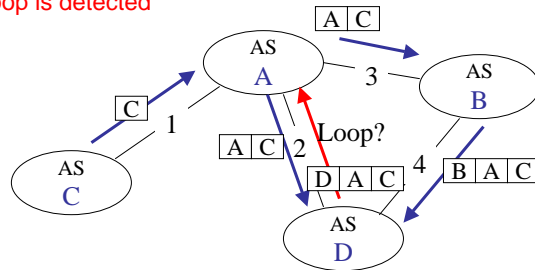 oop is detected
A C
AS
A
3
AS
B
C
1
A C
2
Loop?
4
D A C
B A C
AS
C
AS
D